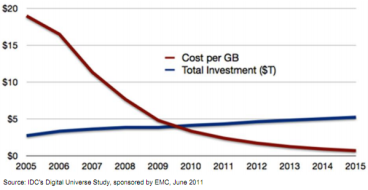 $20
$15
Cost per GB
Total Investment ($T)
$10
$5
$0
2005 2006 2007 2008 2009 2010 2011 2012 2013 2014 2015
Source: IDC's Digital Universe Study, sponsored by EMC, June 2011